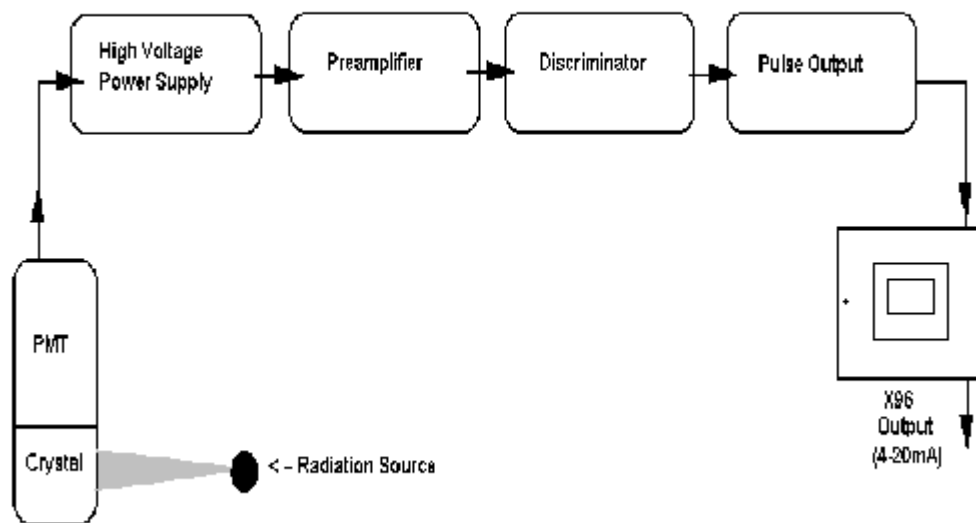 High Voltage
Power Supply
Preamplifier
Discriminator
Pulse Output
PMT
Crystal
<- Radiation Source
X96
Output
(4-20mA)